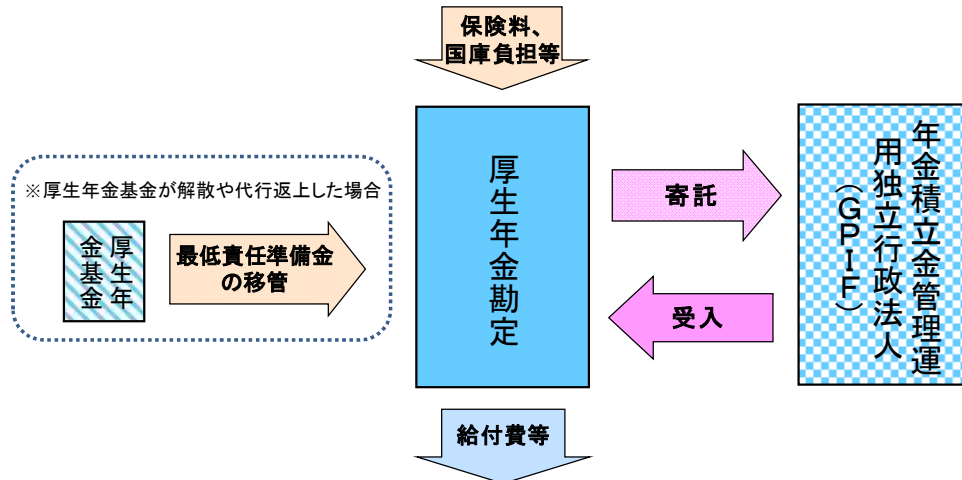 保険料、
国庫負担等
※厚生年金基金が解散や代行返上した場合
厚生年
金基金
最低責任準備金
の移管
厚生年金勘定
寄託
受入
年金積立金管理運
用独立行政法人
(GPIF)
給付費等